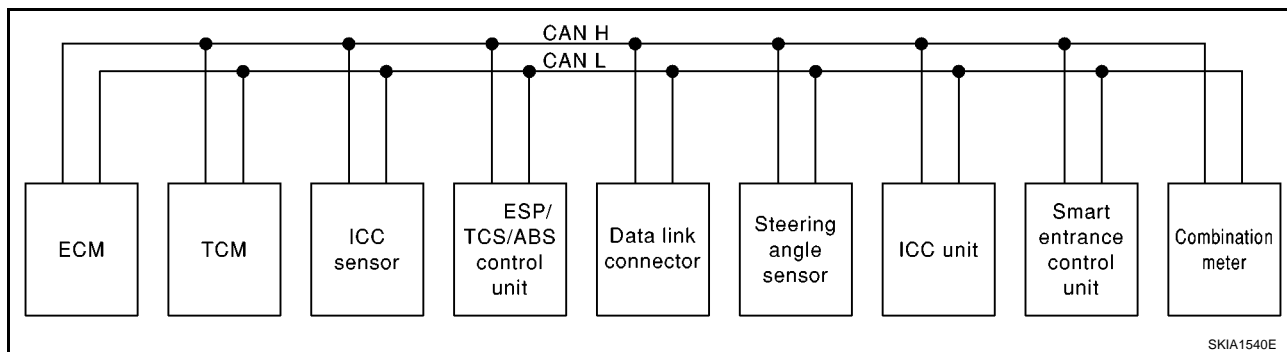 CAN H
CAN L
ECM
TCM
ICC
sensor
ESP/
TCS/ABS
control
unit
Data link
connector
Steering
angle
sensor
ICC unit
Smart
entrance
control
unit
Combination
meter
SKIA1540E